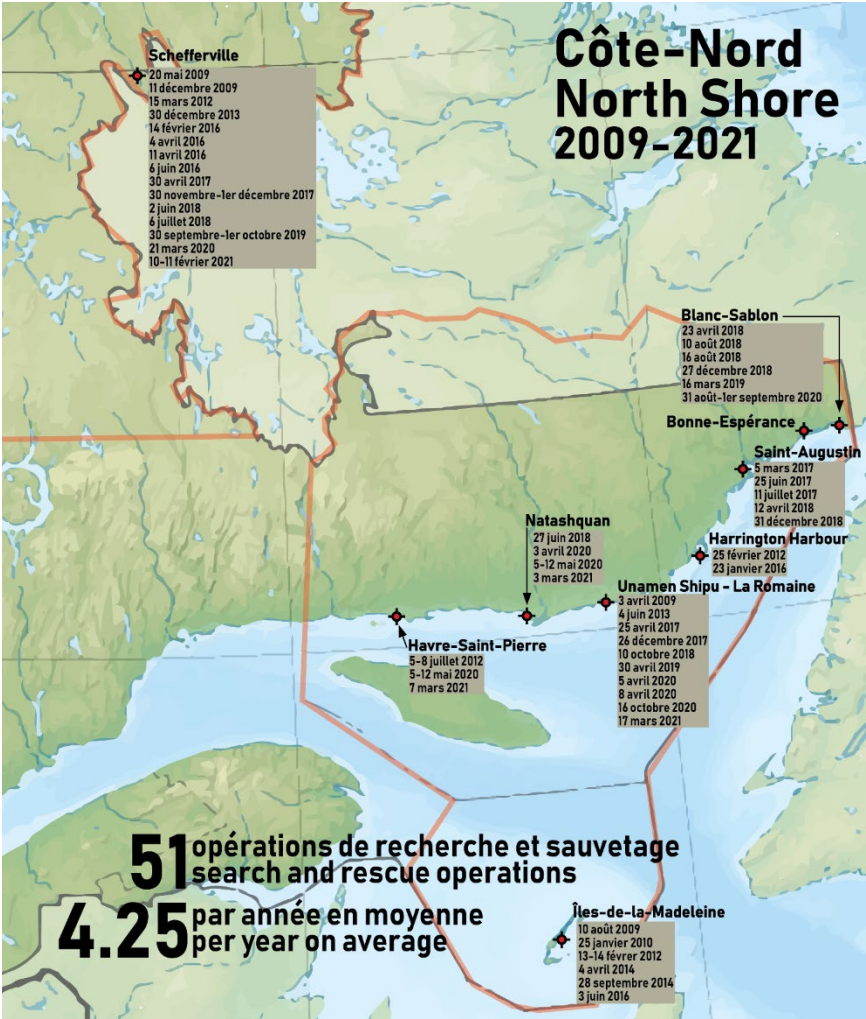 Côte-Nord
North Shore
2009-2021
Schefferville
20 mai 2009
11 décembre 2009
15 mars 2012
30 décembre 2013
14 février 2016
4 avril 2016
11 avril 2016
6 juin 2016
30 avril 2017
30 novembre-1er décembre 2017
2 juin 2018
6 juillet 2018
30 septembre-1er octobre 2019
21 mars 2020
10-11 février 2021
Blanc-Sablon
23 avril 2018
10 août 2018
16 août 2018
27 décembre 2018
16 mars 2019
31 août-1er septembre 2020
Bonne-Espérance
Saint-Augustin
5 mars 2017
25 juin 2017
11 juillet 2017
12 avril 2018
31 décembre 2018
Harrington Harbour
25 février 2012
23 janvier 2016
Natashquan
27 juin 2018
3 avril 2020
5-12 mai 2020
3 mars 2021
Unamen Shipu - La Romaine
3 avril 2009
4 juin 2013
25 avril 2017
26 décembre 2017
10 octobre 2018
30 avril 2019
5 avril 2020
8 avril 2020
16 octobre 2020
17 mars 2021
Havre-Saint-Pierre
5-8 juillet 2012
5-12 mai 2020
7 mars 2021
51 opérations de recherche et sauvetage
search and rescue operations
4.25 par année en moyenne
per year on average
Îles-de-la-Madeleine
10 août 2009
25 janvier 2010
13-14 févrer 2012
4 avril 2014
28 septembre 2014
3 juin 2016